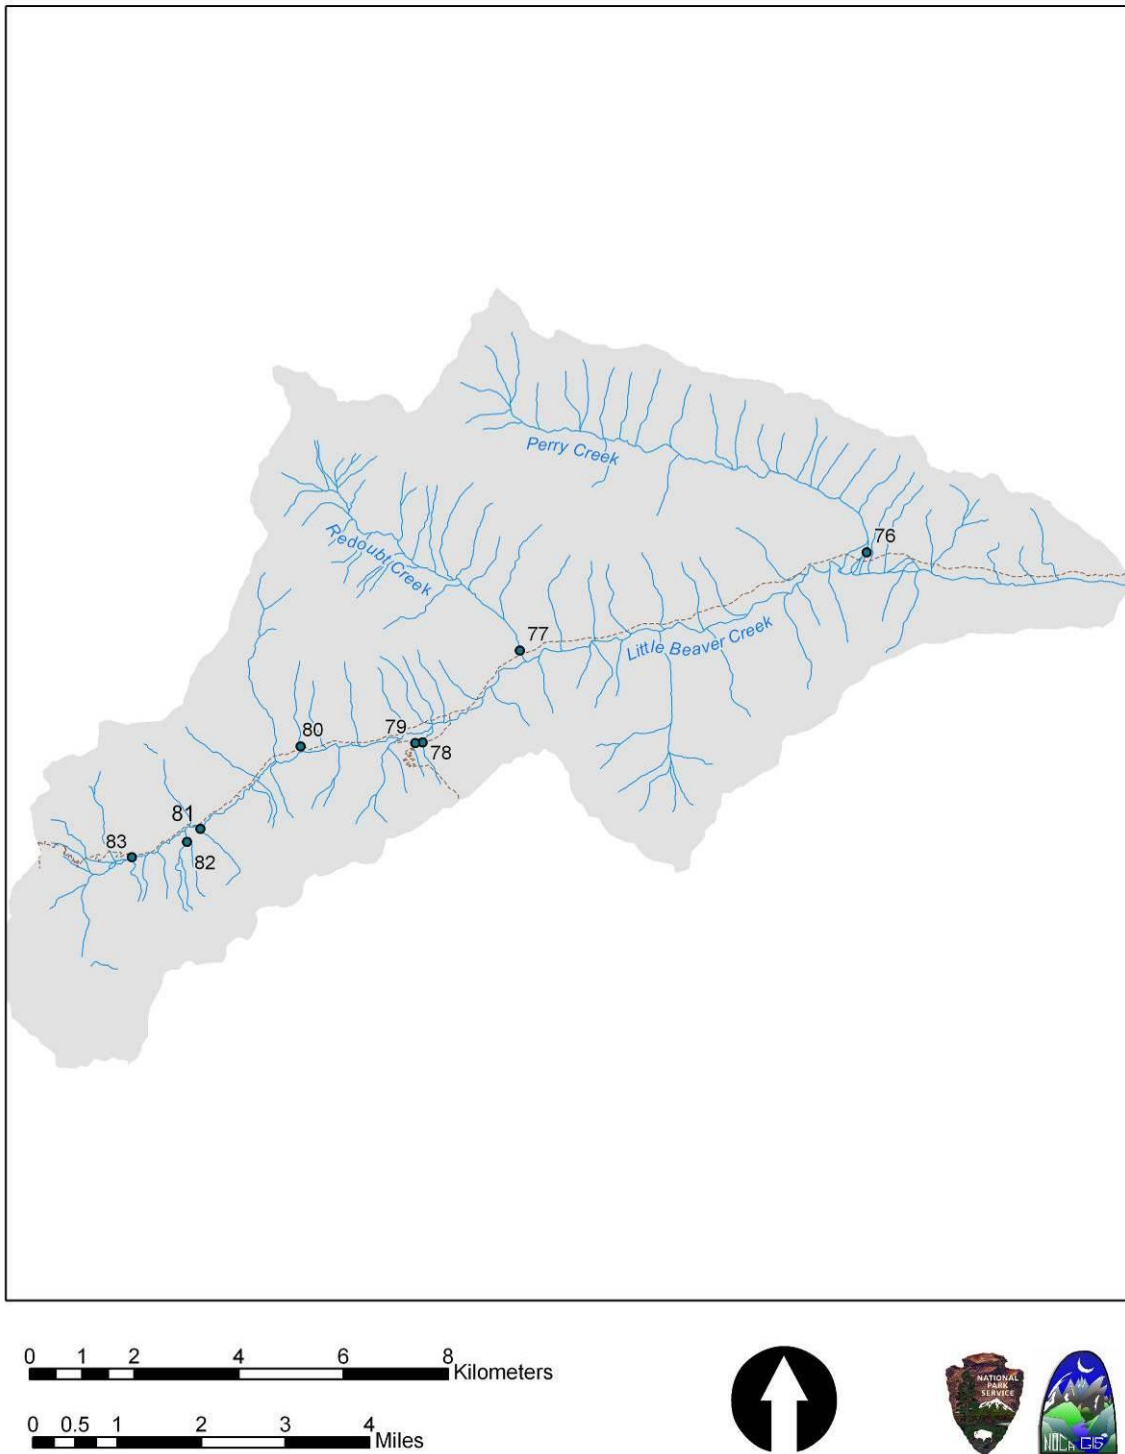 Perry Creek
Redoubt Creek
76
77
Little Beaver Creek
80
79
78
81
83
82
0 1 2 4 6 8
Kilometers
0 0.5 1 2 3 4
Miles
NATIONAL
PARK
SERVICE
GIS